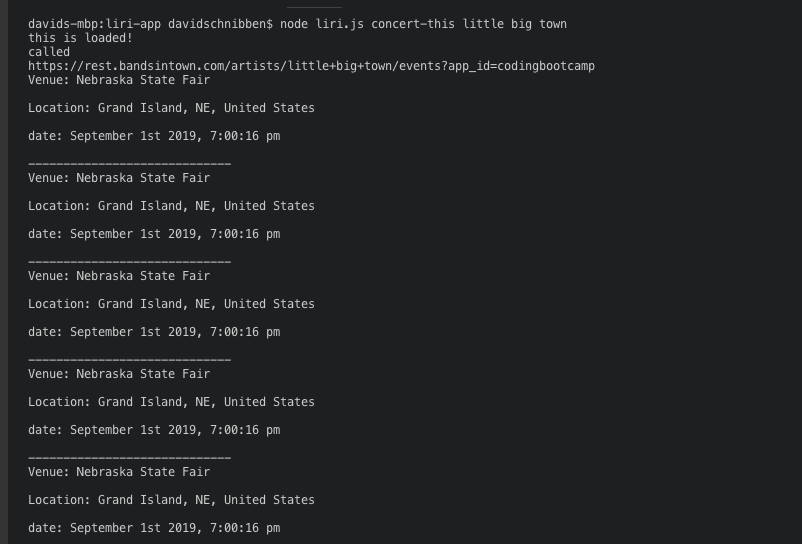 davids-mbp:liri-app davidschnibben$ node liri.js concert-this little big town
this is loaded!
called
https://rest.bandsintown.com/artists/little+big+town/events?app_id=codingbootcamp
Venue: Nebraska State Fair
Location: Grand Island, NE, United States
date: September 1st 2019, 7:00:16 pm
-----------------------------
Venue: Nebraska State Fair
Location: Grand Island, NE, United States
date: September 1st 2019, 7:00:16 pm
-----------------------------
Venue: Nebraska State Fair
Location: Grand Island, NE, United States
date: September 1st 2019, 7:00:16 pm
-----------------------------
Venue: Nebraska State Fair
Location: Grand Island, NE, United States
date: September 1st 2019, 7:00:16 pm
-----------------------------
Venue: Nebraska State Fair
Location: Grand Island, NE, United States
date: September 1st 2019, 7:00:16 pm